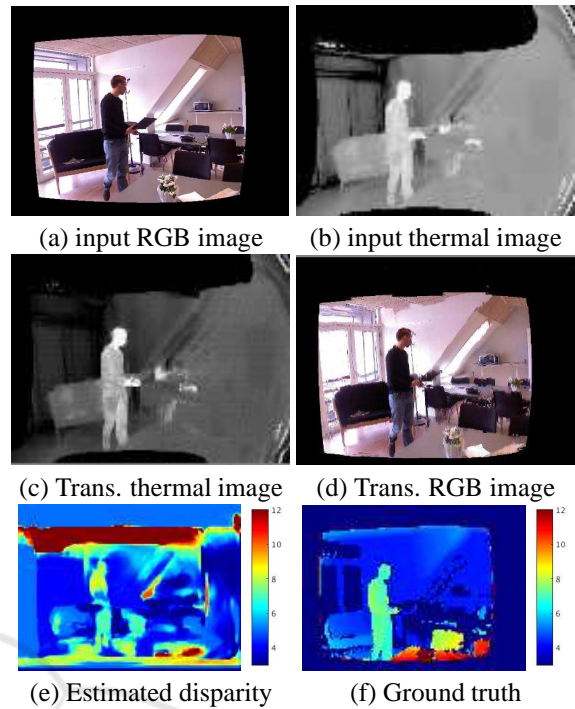 (a) input RGB image
(b) input thermal image
(c) Trans. thermal image
(d) Trans. RGB image
12
10
8
6
4
12
10
8
6
4
(e) Estimated disparity
(f) Ground truth